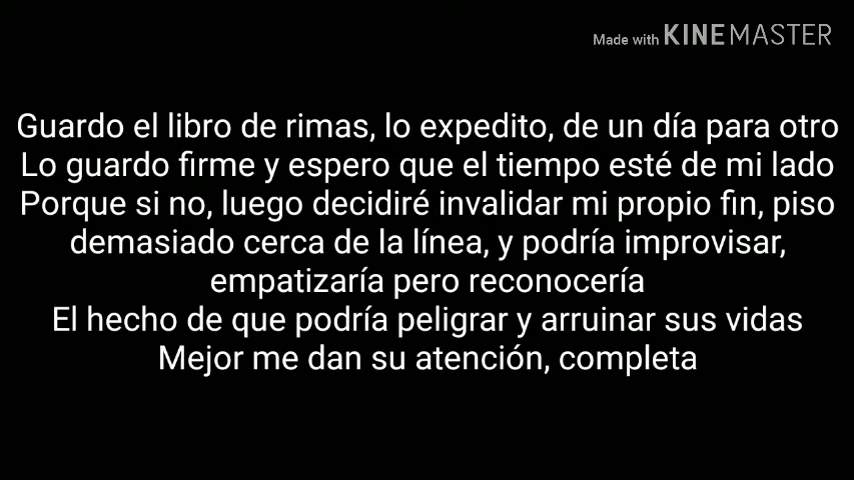 Made with KINEMASTER
Guardo el libro de rimas, lo expedito, de un día para otro
Lo guardo firme y espero que el tiempo esté de mi lado
Porque si no, luego decidiré invalidar mi propio fin, piso
demasiado cerca de la línea, y podría improvisar,
empatizaría pero reconocería
El hecho de que podría peligrar y arruinar sus vidas
Mejor me dan su atención, completa